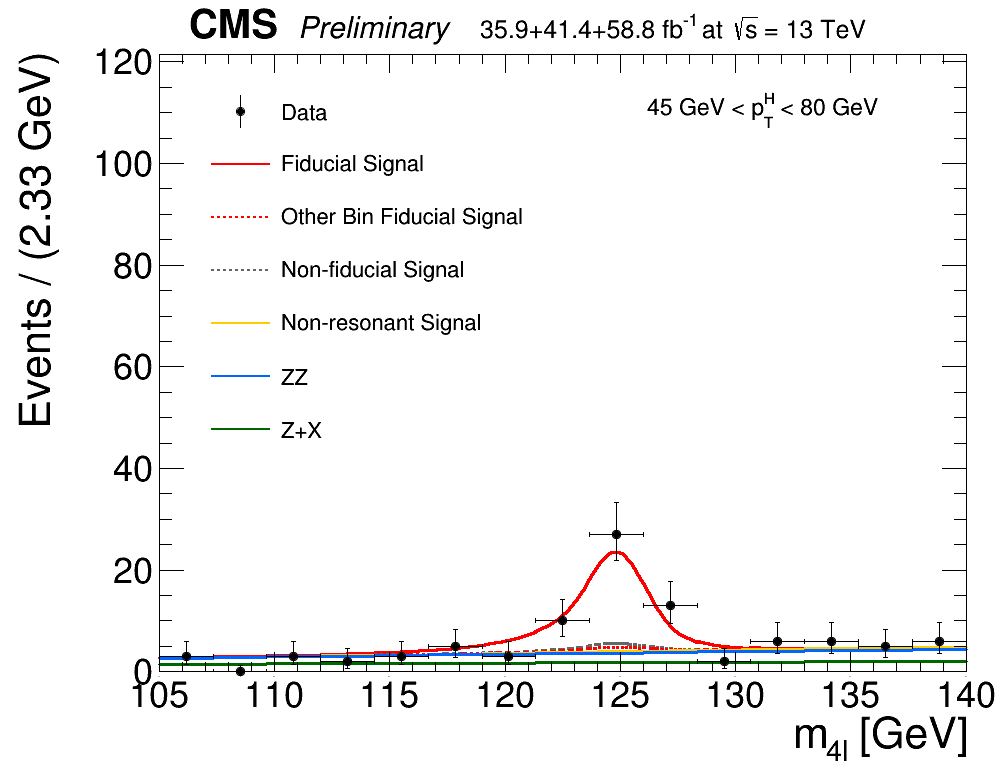 CMS Preliminary 35.9+41.4+58.8 fb⁻¹ at √s = 13 TeV
Events / (2.33 GeV)
120
100
80
60
40
20
0
45 GeV < p_T^H < 80 GeV
Data
Fiducial Signal
Other Bin Fiducial Signal
Non-fiducial Signal
Non-resonant Signal
ZZ
Z+X
105 110 115 120 125 130 135 140
m_4l [GeV]